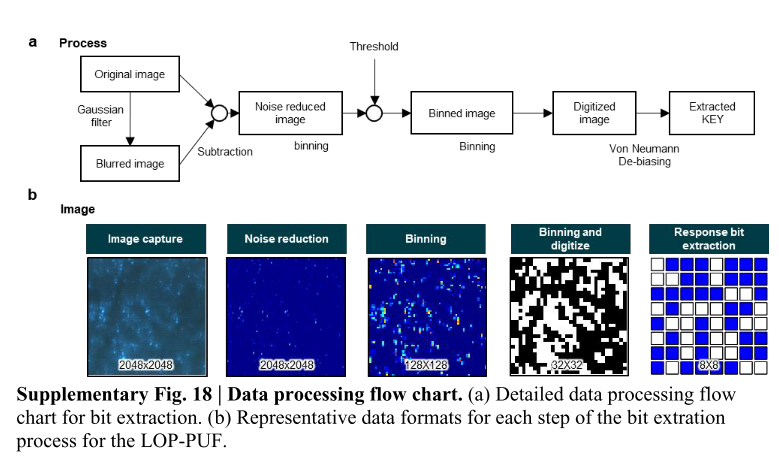 a Process
Threshold
Original image
Gaussian
filter
Noise reduced
image
Binned image
Digitized
image
Extracted
KEY
Blurred image
Subtraction
binning
Binning
Von Neumann
De-biasing
b
Image
Image capture
Noise reduction
Binning
Binning and
digitize
Response bit
extraction
2048x2048
2048x2048
128X128
32X32
8X8
Supplementary Fig. 18 | Data processing flow chart. (a) Detailed data processing flow
chart for bit extraction. (b) Representative data formats for each step of the bit extration
process for the LOP-PUF.